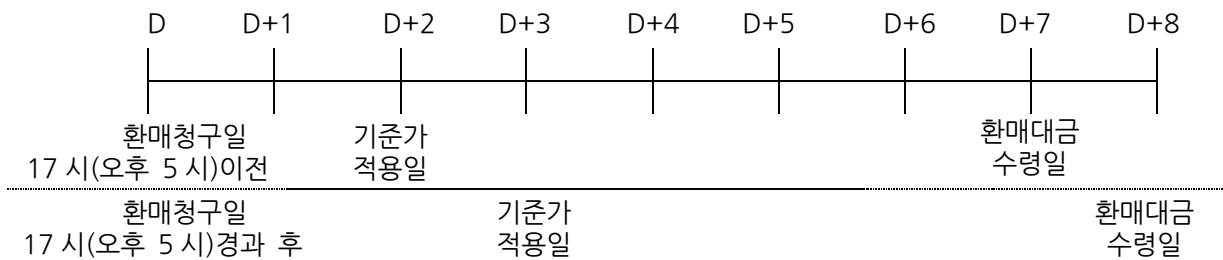 D D+1 D+2 D+3 D+4 D+5 D+6 D+7 D+8
환매청구일 기준가 환매대금
17 시(오후 5 시)이전 적용일 수령일
환매청구일 기준가 환매대금
17 시(오후 5 시)경과 후 적용일 수령일